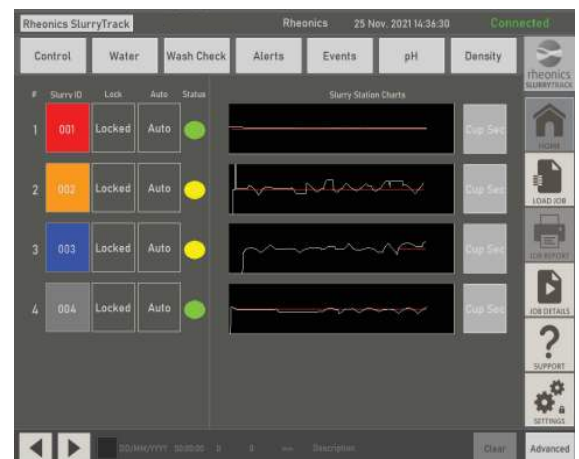 Rheonics SlurryTrack Rheonics 25 Nov, 2021 14:36:30 Connected
Control Water Wash Check Alerts Events pH Density
rheonics
SLURRYTRACK
# Slurry ID Lock Auto Status Slurry Station Charts
1 001 Locked Auto Cup Sec
HOME
2 002 Locked Auto Cup Sec
LOAD JOB
3 003 Locked Auto Cup Sec
JOB REPORT
4 004 Locked Auto Cup Sec
JOB DETAILS
SUPPORT
SETTINGS
DD/MM/YYYY 00:00:00 Description Clear Advanced